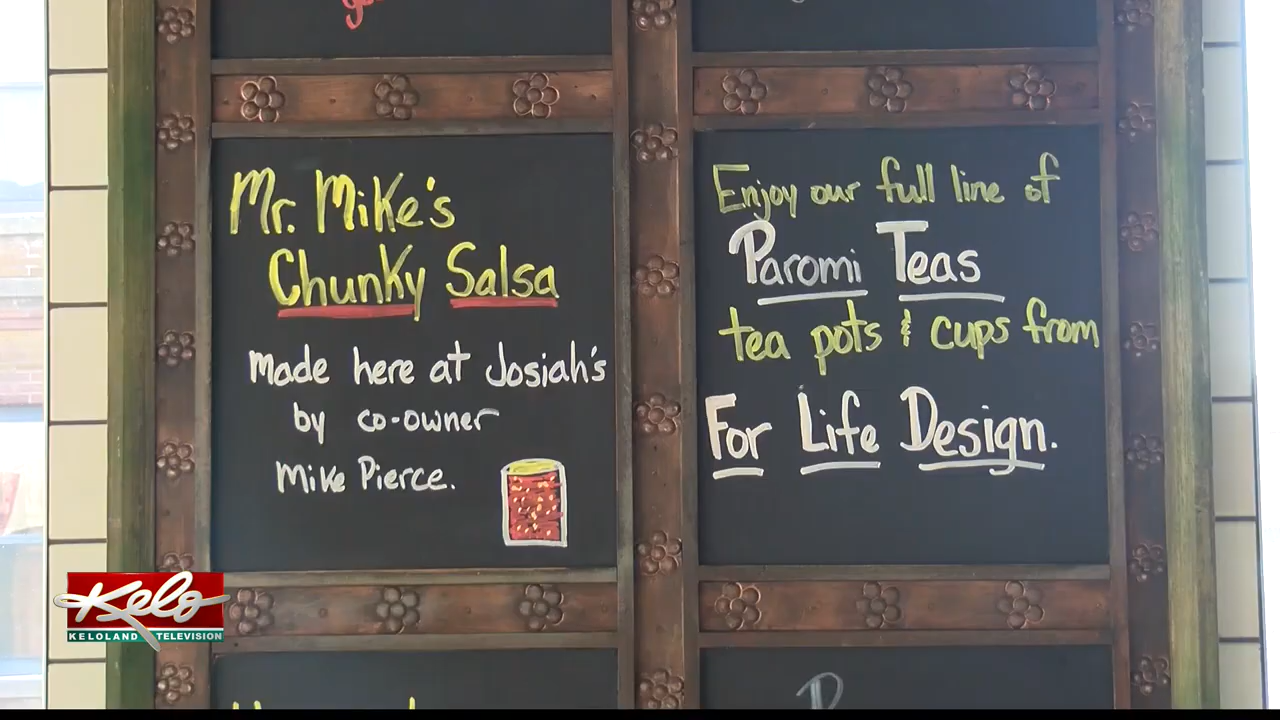 Mr. Mike's
Chunky Salsa
Made here at Josiah's
by co-owner
Mike Pierce.
Enjoy our full line of
Paromi Teas
tea pots & cups from
For Life Design.
Kelo
KELOLAND TELEVISION